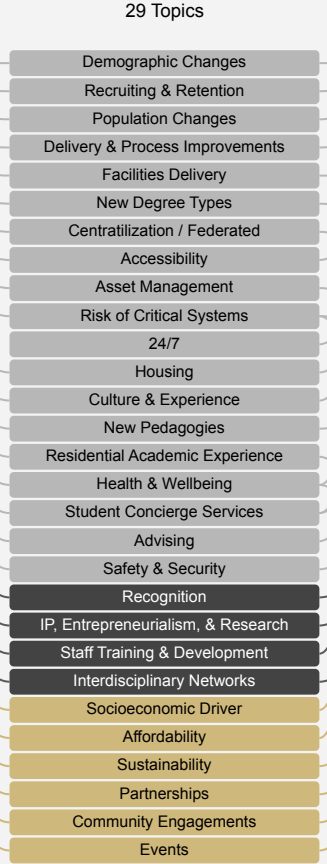 29 Topics
Demographic Changes
Recruiting & Retention
Population Changes
Delivery & Process Improvements
Facilities Delivery
New Degree Types
Centratilization / Federated
Accessibility
Asset Management
Risk of Critical Systems
24/7
Housing
Culture & Experience
New Pedagogies
Residential Academic Experience
Health & Wellbeing
Student Concierge Services
Advising
Safety & Security
Recognition
IP, Entrepreneurialism, & Research
Staff Training & Development
Interdisciplinary Networks
Socioeconomic Driver
Affordability
Sustainability
Partnerships
Community Engagements
Events